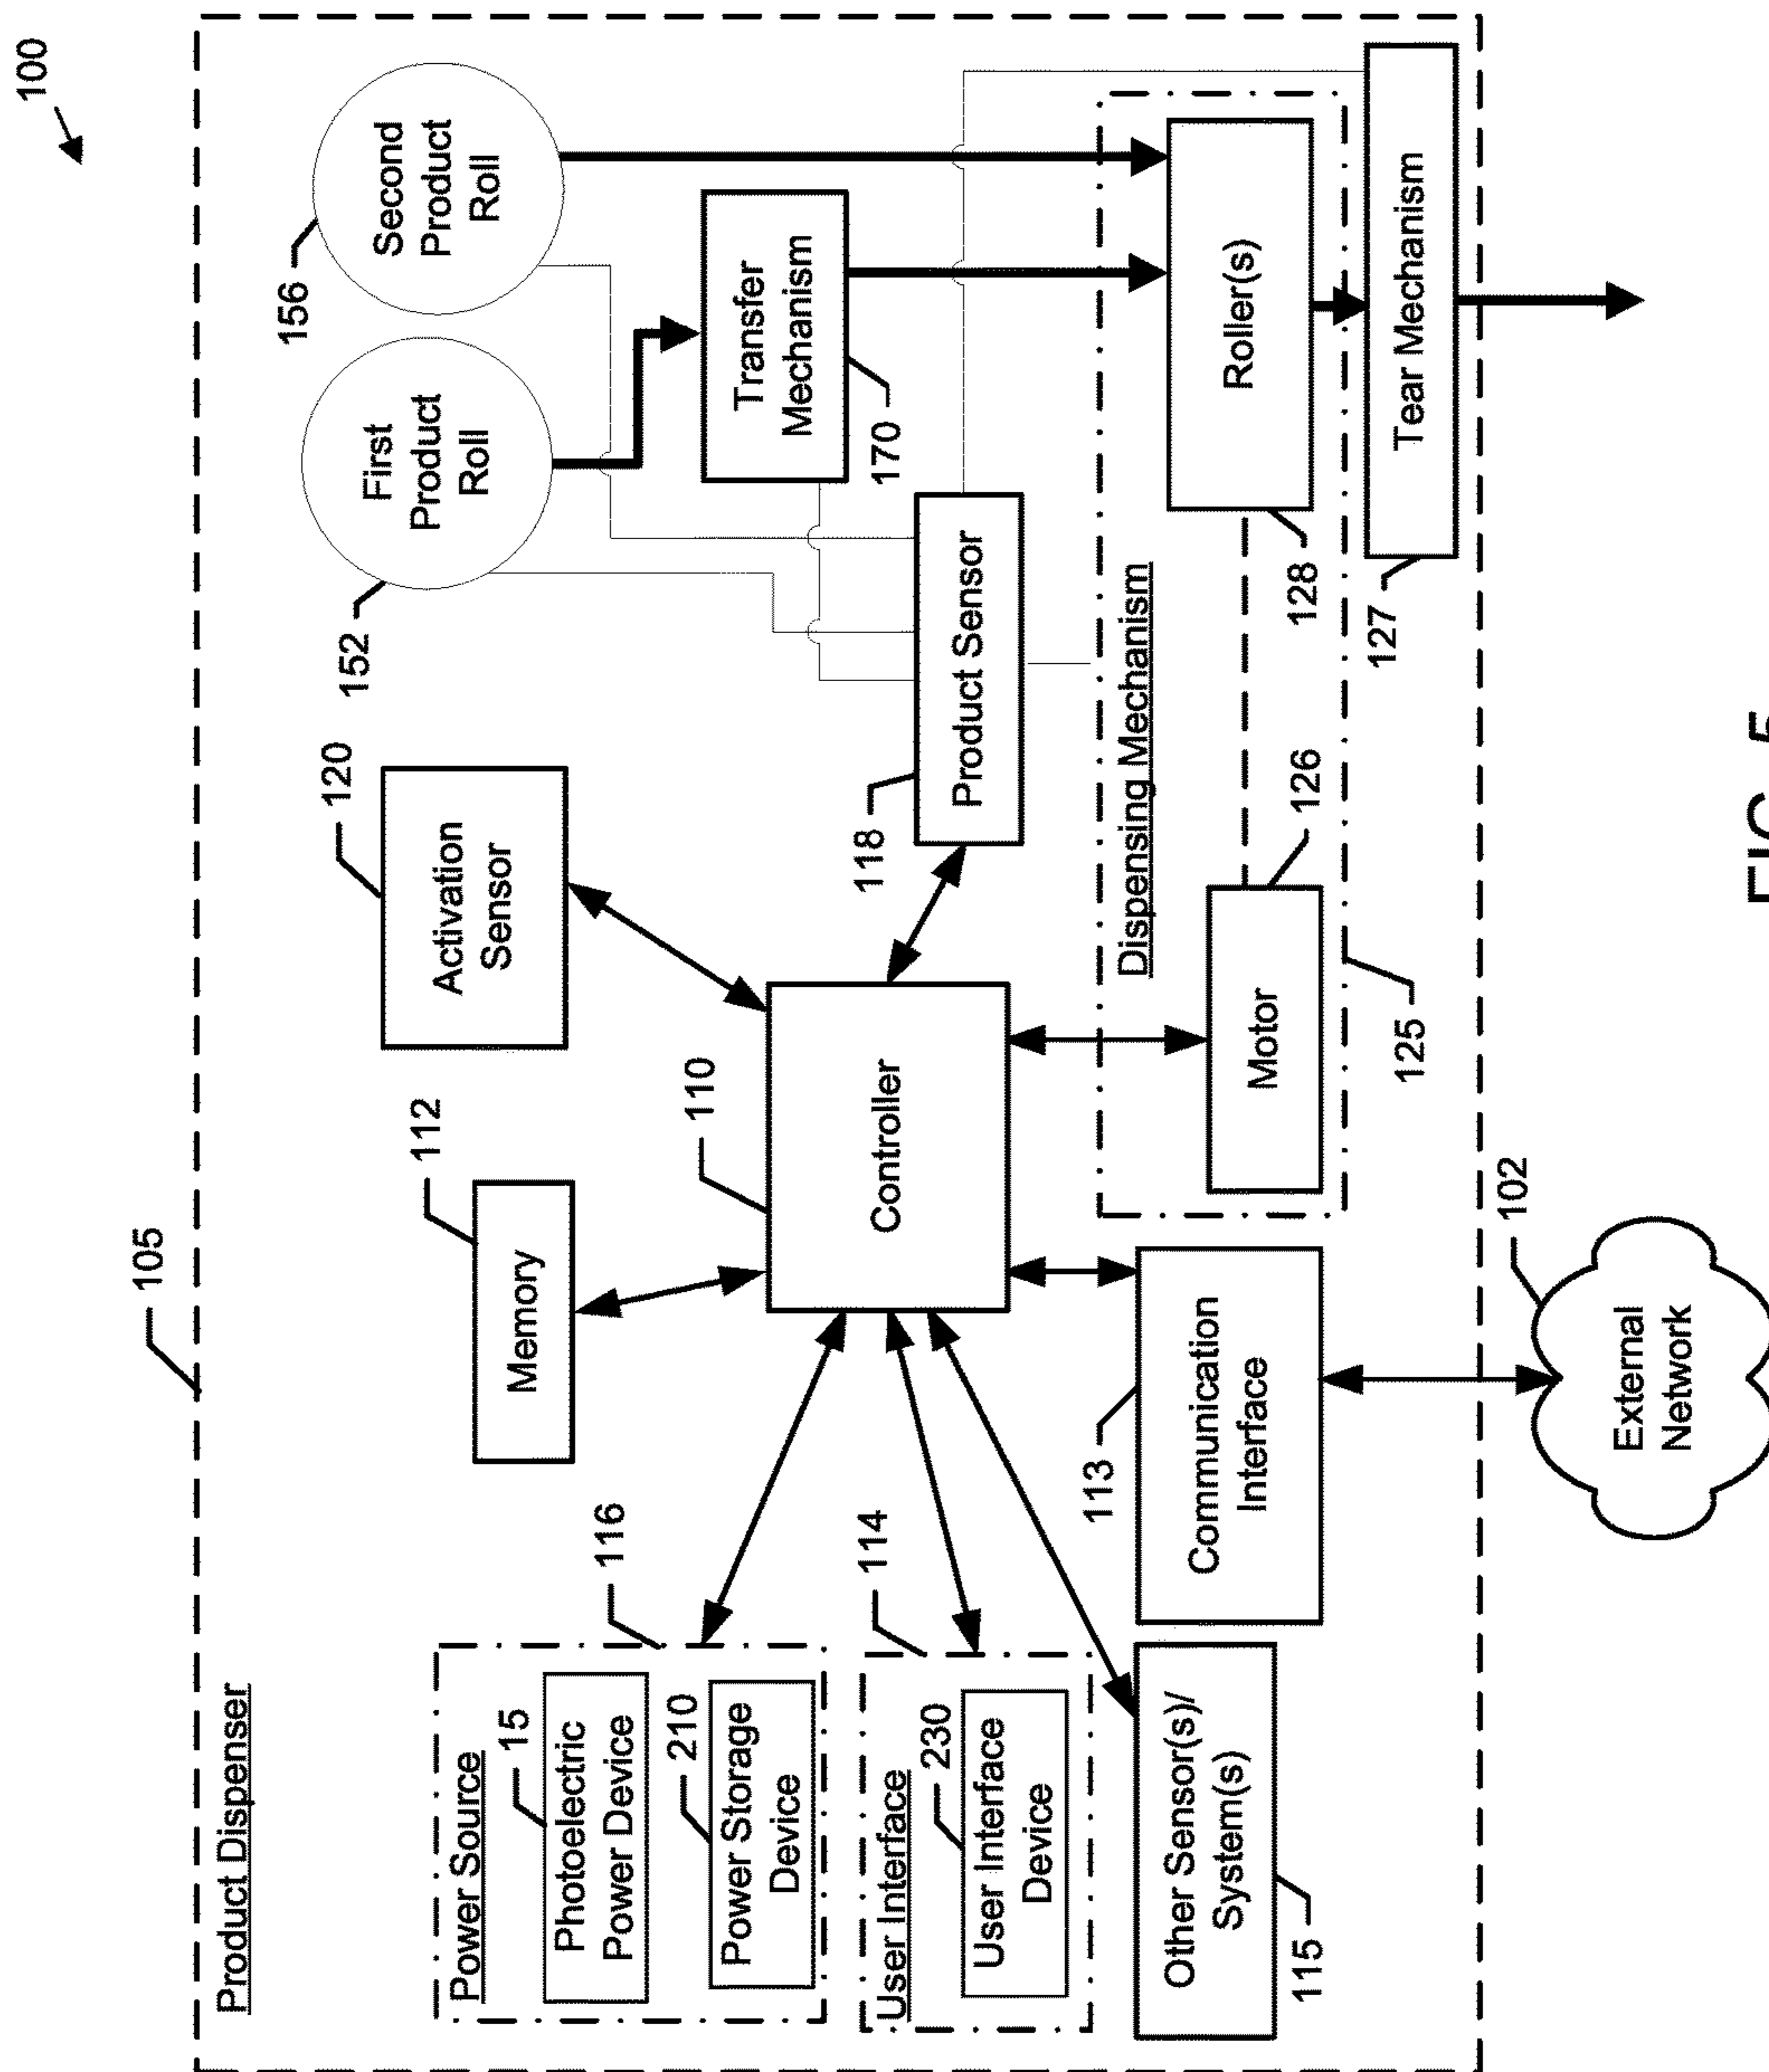 100
105
Product Dispenser
Power Source
15
Photoelectric
Power Device
210
Power Storage
Device
116
User Interface
230
User Interface
Device
114
Other Sensor(s)/
System(s)
115
Memory
112
Activation
Sensor
120
Controller
110
Communication
Interface
113
External
Network
102
First
Product
Roll
152
Second
Product
Roll
156
Transfer
Mechanism
170
Product Sensor
118
Dispensing Mechanism
Motor
126
125
Roller(s)
128
Tear Mechanism
127